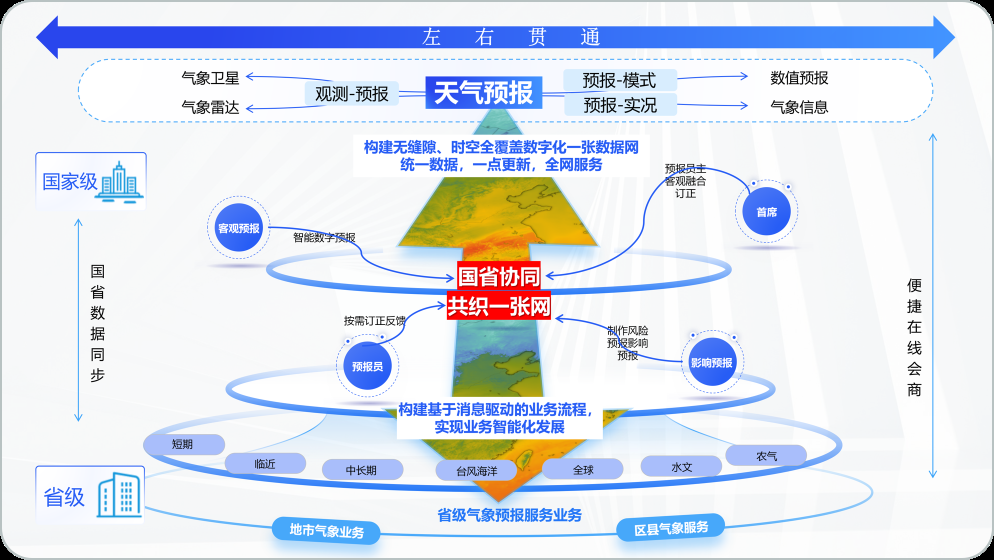 左右贯通
气象卫星
气象雷达
观测-预报
天气预报
预报-模式
预报-实况
数值预报
气象信息
构建无缝隙、时空全覆盖数字化一张数据网
统一数据，一点更新，全网服务
国家级
预报员主
客观融合
订正
客观预报
智能数字预报
首席
国省协同
共织一张网
国省数据同步
便捷在线会商
按需订正反馈
预报员
制作风险
预报影响
预报
影响预报
构建基于消息驱动的业务流程，
实现业务智能化发展
短期
临近
中长期
台风海洋
全球
水文
农气
省级
省级气象预报服务业务
地市气象业务
区县气象服务